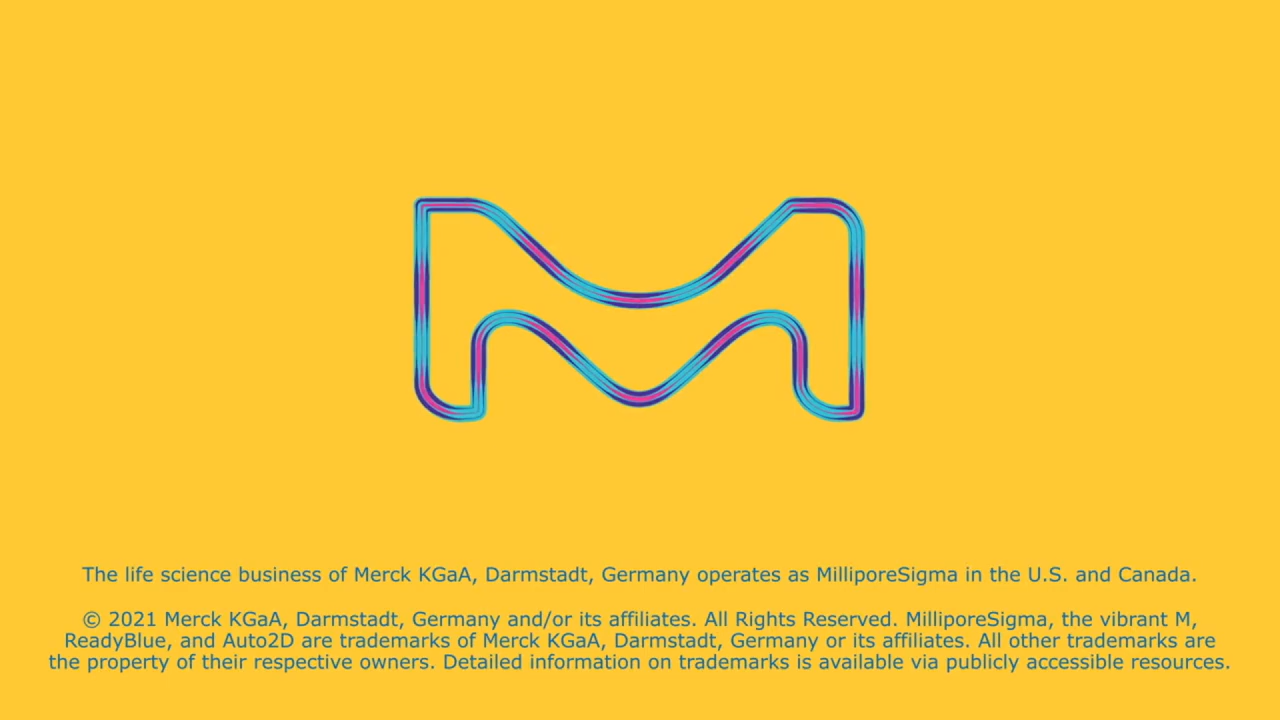 The life science business of Merck KGaA, Darmstadt, Germany operates as MilliporeSigma in the U.S. and Canada.
© 2021 Merck KGaA, Darmstadt, Germany and/or its affiliates. All Rights Reserved. MilliporeSigma, the vibrant M,
ReadyBlue, and Auto2D are trademarks of Merck KGaA, Darmstadt, Germany or its affiliates. All other trademarks are
the property of their respective owners. Detailed information on trademarks is available via publicly accessible resources.